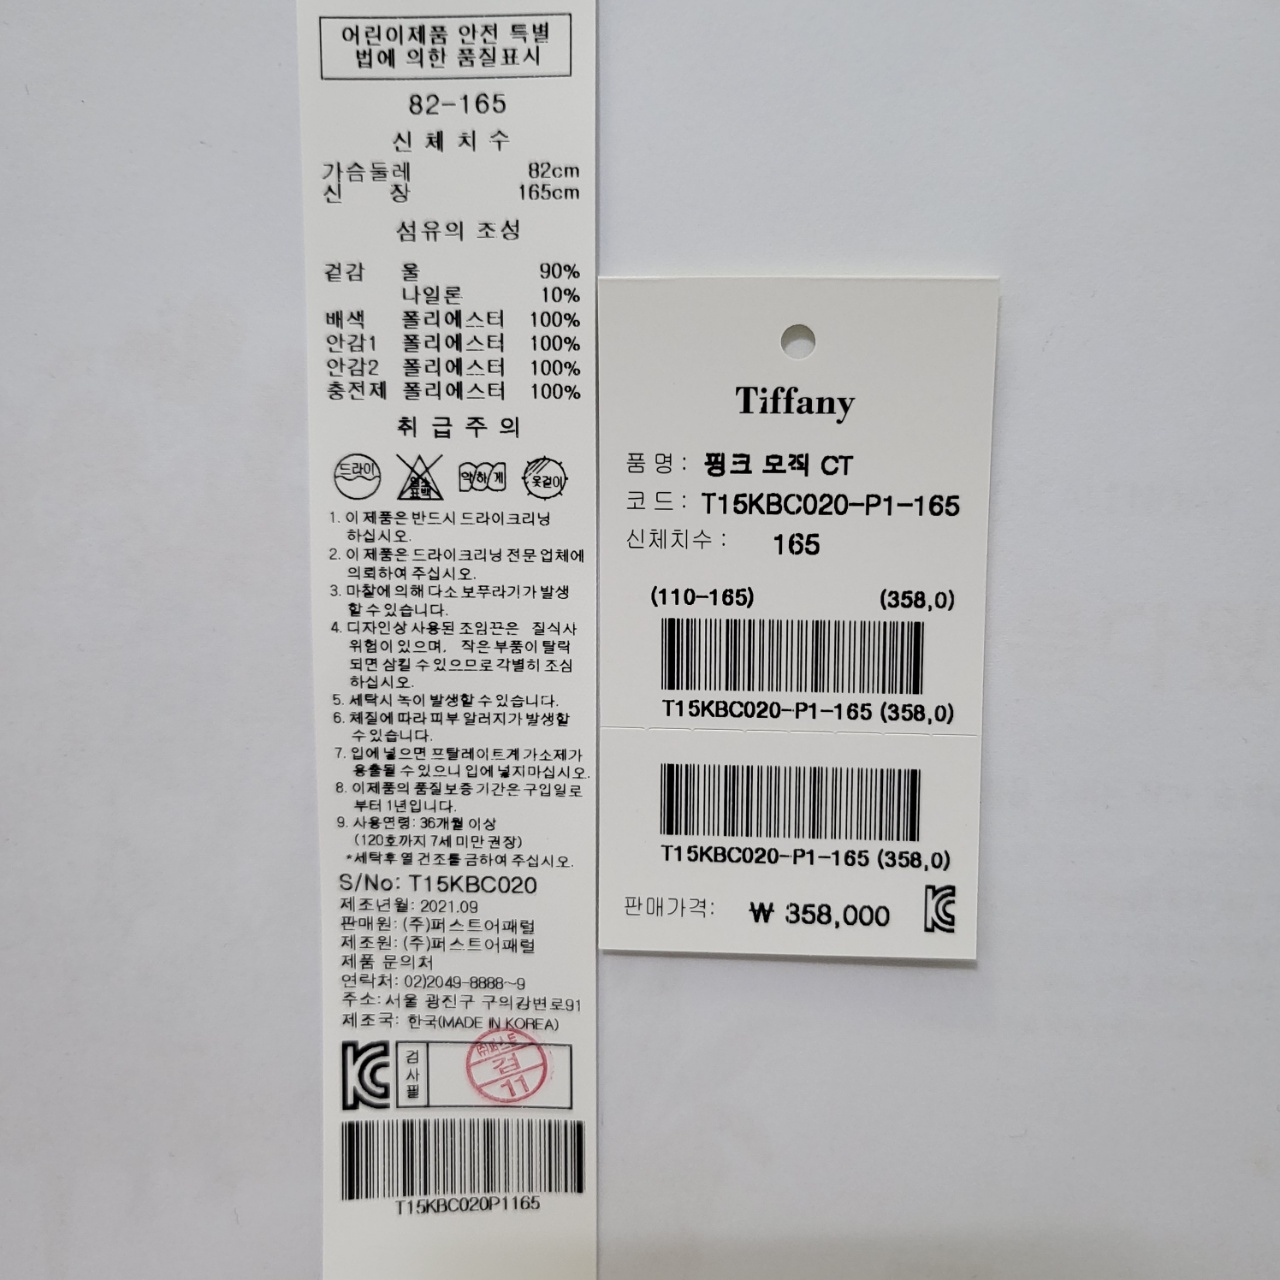 어린이제품 안전 특별
법에 의한 품질표시
82-165
신 체 치 수
가슴둘레 82cm
신 장 165cm
섬유의 조성
겉감 울 90%
나일론 10%
배색 폴리에스터 100%
안감1 폴리에스터 100%
안감2 폴리에스터 100%
충전제 폴리에스터 100%
취 급 주 의
드라이 염소 표백 약하게 옷걸이
1. 이 제품은 반드시 드라이크리닝
하십시오.
2. 이 제품은 드라이크리닝 전문 업체에
의뢰하여 주십시오.
3. 마찰에 의해 다소 보푸라기가 발생
할 수 있습니다.
4. 디자인상 사용된 조임끈은 질식사
위험이 있으며, 작은 부품이 탈락
되면 삼킬 수 있으므로 각별히 조심
하십시오.
5. 세탁시 녹이 발생할 수 있습니다.
6. 체질에 따라 피부 알러지가 발생할
수 있습니다.
7. 입에 넣으면 프탈레이트계 가소제가
용출될 수 있으니 입에 넣지마십시오.
8. 이제품의 품질 보증 기간은 구입일로
부터 1년입니다.
9. 사용연령: 36개월 이상
(120호까지 7세 미만 권장)
*세탁후 열 건조를 금하여 주십시오.
S/No: T15KBC020
제조년월: 2021.09
판매원: (주)퍼스트어패럴
제조원: (주)퍼스트어패럴
제품 문의처
연락처: 02)2049-8888~9
주소: 서울 광진구 구의강변로91
제조국: 한국(MADE IN KOREA)
KC 검사필 (주)퍼스트 검 11
T15KBC020P1165
Tiffany
품 명 : 핑크 모직 CT
코 드 : T15KBC020-P1-165
신체치수 : 165
(110-165) (358,0)
T15KBC020-P1-165 (358,0)
T15KBC020-P1-165 (358,0)
판매가격: ₩ 358,000 KC